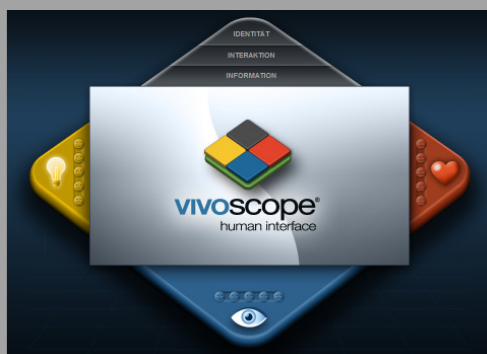 IDENTITÄT
INTERAKTION
INFORMATION
vivoscope®
human interface